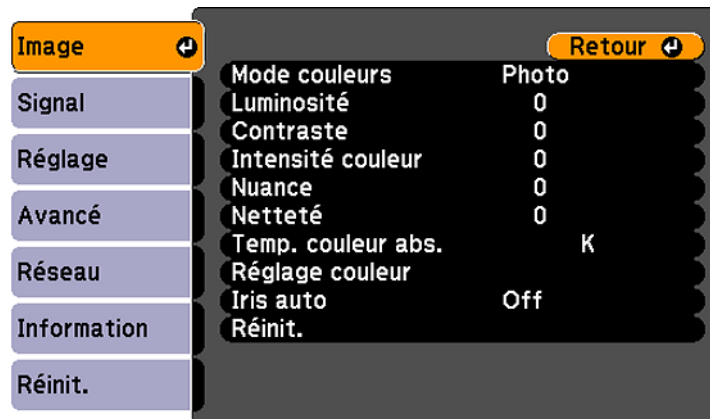 Image
Signal
Réglage
Avancé
Réseau
Information
Réinit.
Retour
Mode couleurs Photo
Luminosité 0
Contraste 0
Intensité couleur 0
Nuance 0
Netteté 0
Temp. couleur abs. K
Réglage couleur
Iris auto Off
Réinit.